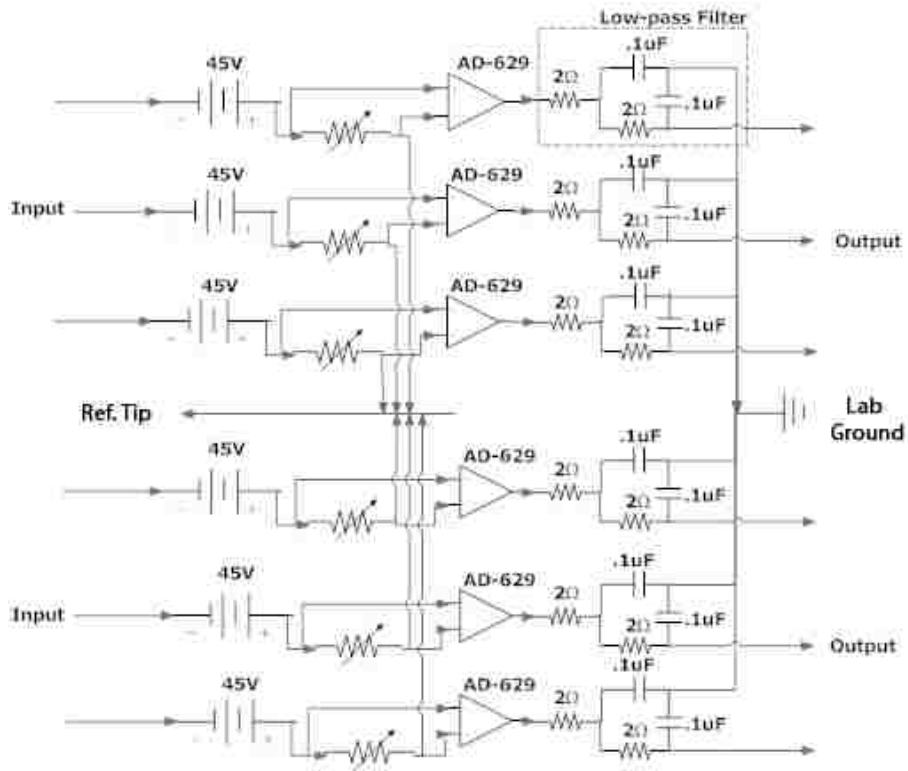 Low-pass Filter
45V
AD-629
.1uF
2Ω
2Ω
.1uF
45V
AD-629
.1uF
Input
2Ω
2Ω
.1uF
Output
45V
AD-629
.1uF
2Ω
2Ω
.1uF
Ref. Tip
Lab
Ground
45V
AD-629
.1uF
2Ω
2Ω
.1uF
45V
AD-629
.1uF
Input
2Ω
2Ω
.1uF
Output
45V
AD-629
.1uF
2Ω
2Ω
.1uF